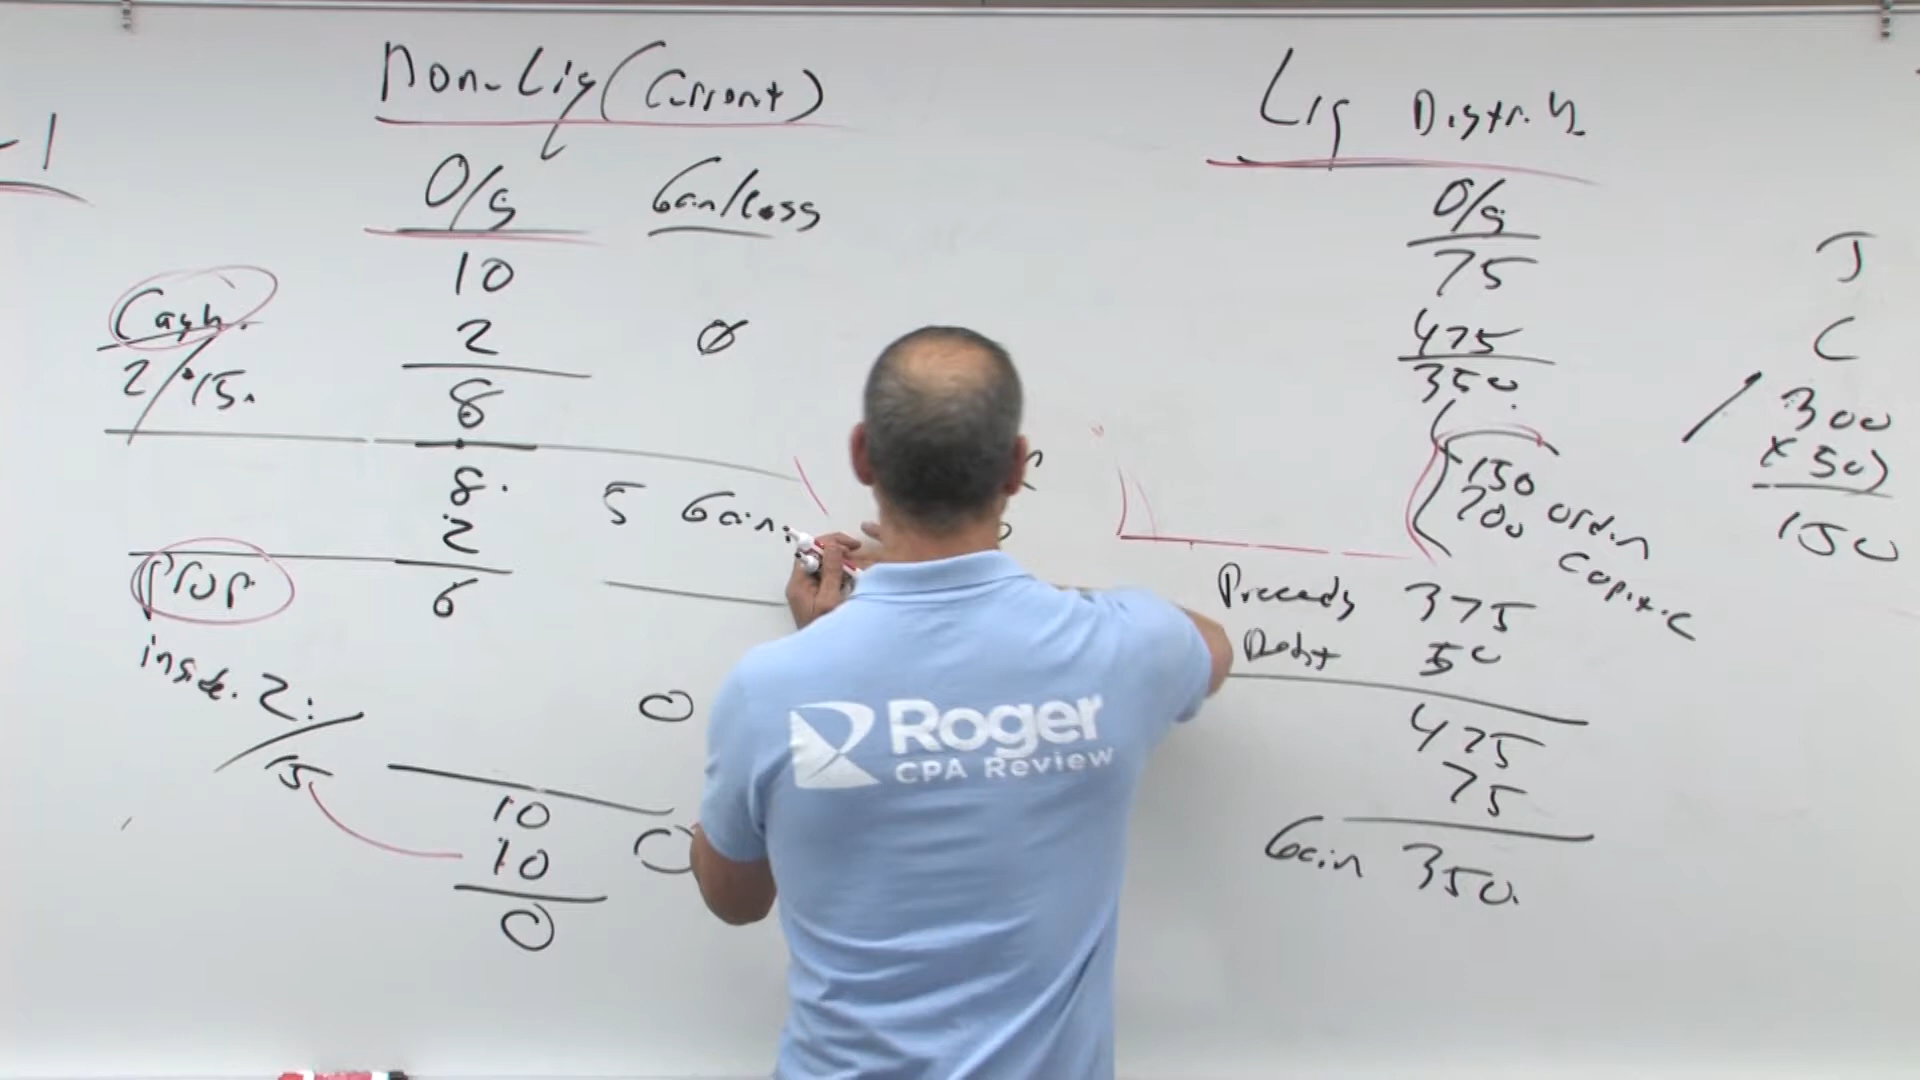 -1
Non-Liq (Current)
O/S
Gain/Loss
10
Cash.
2
Ø
2/15.
8
8.
2
5 Gain.
Prop
6
inside. 2:
/15
0
10
10
0
0
Liq Distrib
O/S
75
425
350.
150 ordin
200 Capital
Proceeds 375
Debt 50
425
75
Gain 350.
J
C
300
x 50)
150
Roger
CPA Review